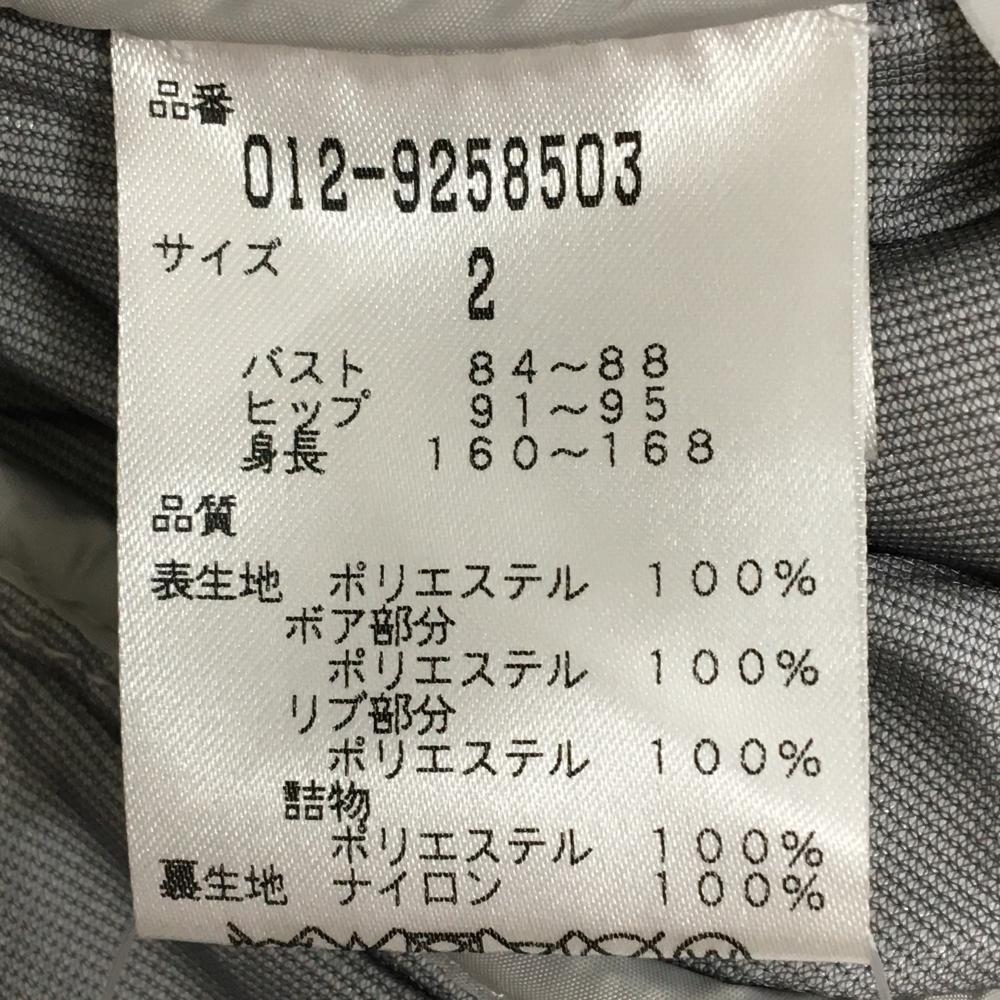 品番
012-9258503
サイズ
2
バスト 84～88
ヒップ 91～95
身長 160～168
品質
表生地 ポリエステル 100%
ボア部分
ポリエステル 100%
リブ部分
ポリエステル 100%
詰物
ポリエステル 100%
裏生地 ナイロン 100%